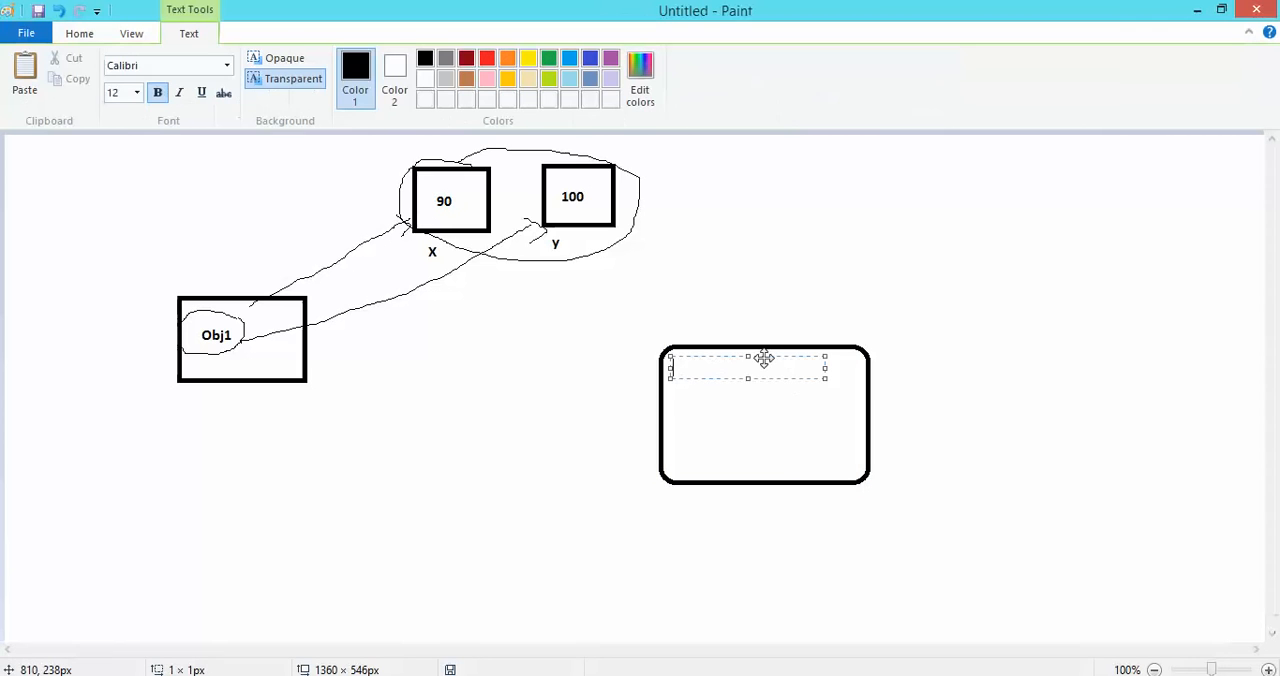 Text Tools
Untitled - Paint
File
Home
View
Text
Paste
Cut
Copy
Clipboard
Calibri
12
B
I
U
abc
Font
Opaque
Transparent
Background
Color
1
Color
2
Edit
colors
Colors
90
100
X
y
Obj1
810, 238px
1 × 1px
1360 × 546px
100%